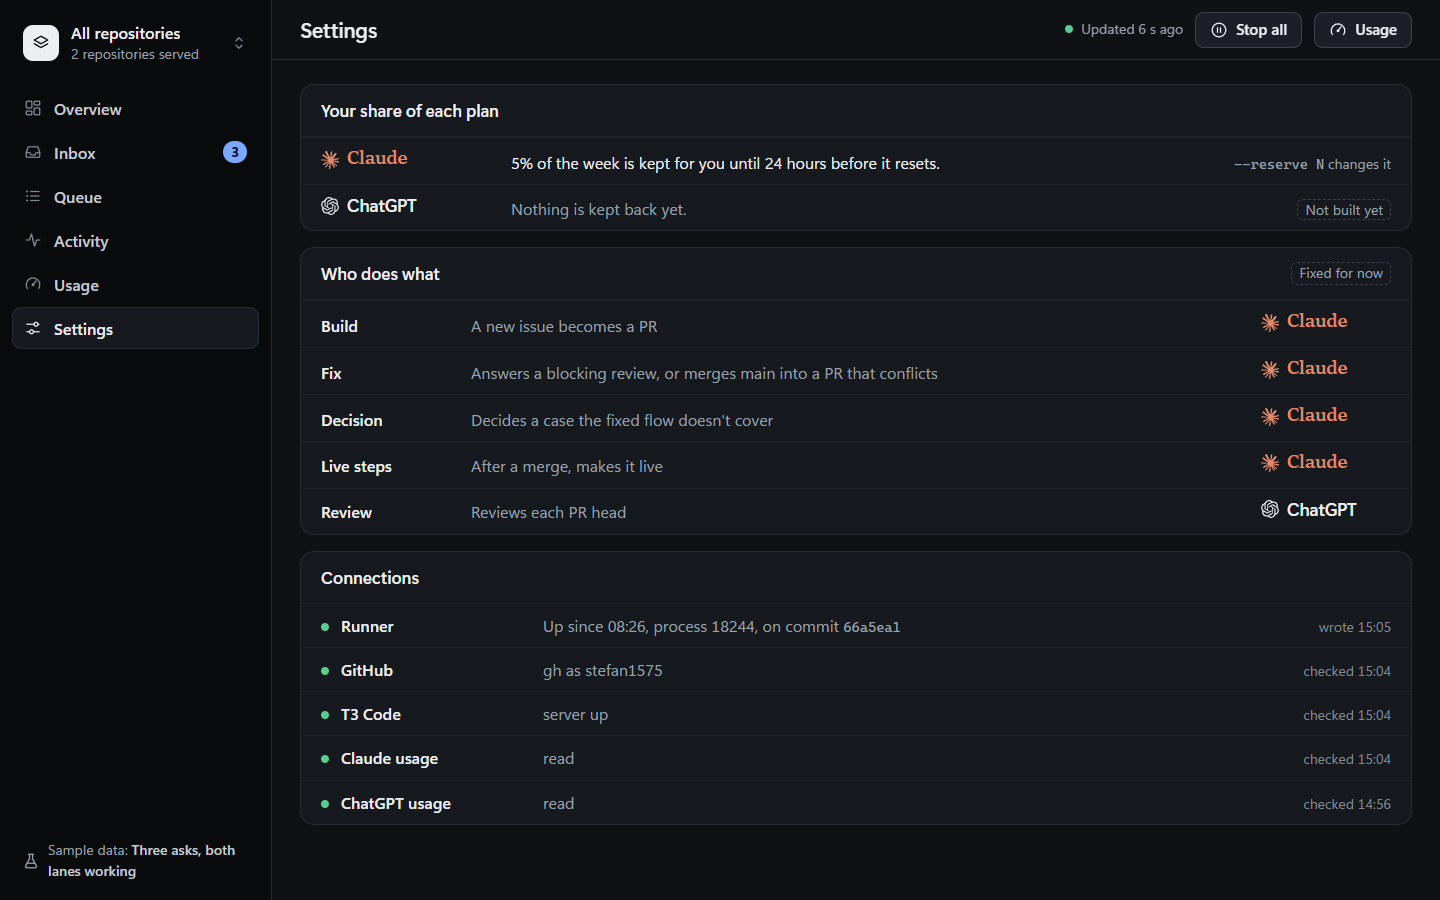 All repositories
2 repositories served
Overview
Inbox 3
Queue
Activity
Usage
Settings
Sample data: Three asks, both
lanes working
Settings
Updated 6 s ago
Stop all
Usage
Your share of each plan
Claude 5% of the week is kept for you until 24 hours before it resets. --reserve N changes it
ChatGPT Nothing is kept back yet. Not built yet
Who does what Fixed for now
Build A new issue becomes a PR Claude
Fix Answers a blocking review, or merges main into a PR that conflicts Claude
Decision Decides a case the fixed flow doesn't cover Claude
Live steps After a merge, makes it live Claude
Review Reviews each PR head ChatGPT
Connections
Runner Up since 08:26, process 18244, on commit 66a5ea1 wrote 15:05
GitHub gh as stefan1575 checked 15:04
T3 Code server up checked 15:04
Claude usage read checked 15:04
ChatGPT usage read checked 14:56